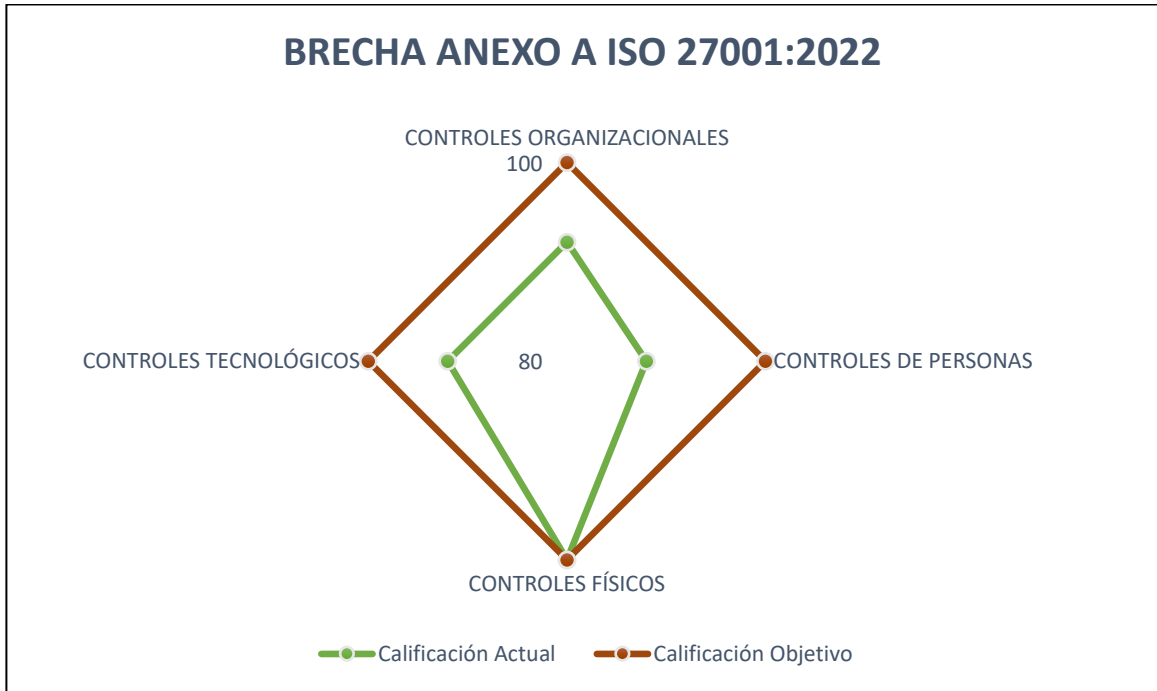 BRECHA ANEXO A ISO 27001:2022
CONTROLES ORGANIZACIONALES
100
CONTROLES TECNOLÓGICOS
80
CONTROLES DE PERSONAS
CONTROLES FÍSICOS
Calificación Actual
Calificación Objetivo